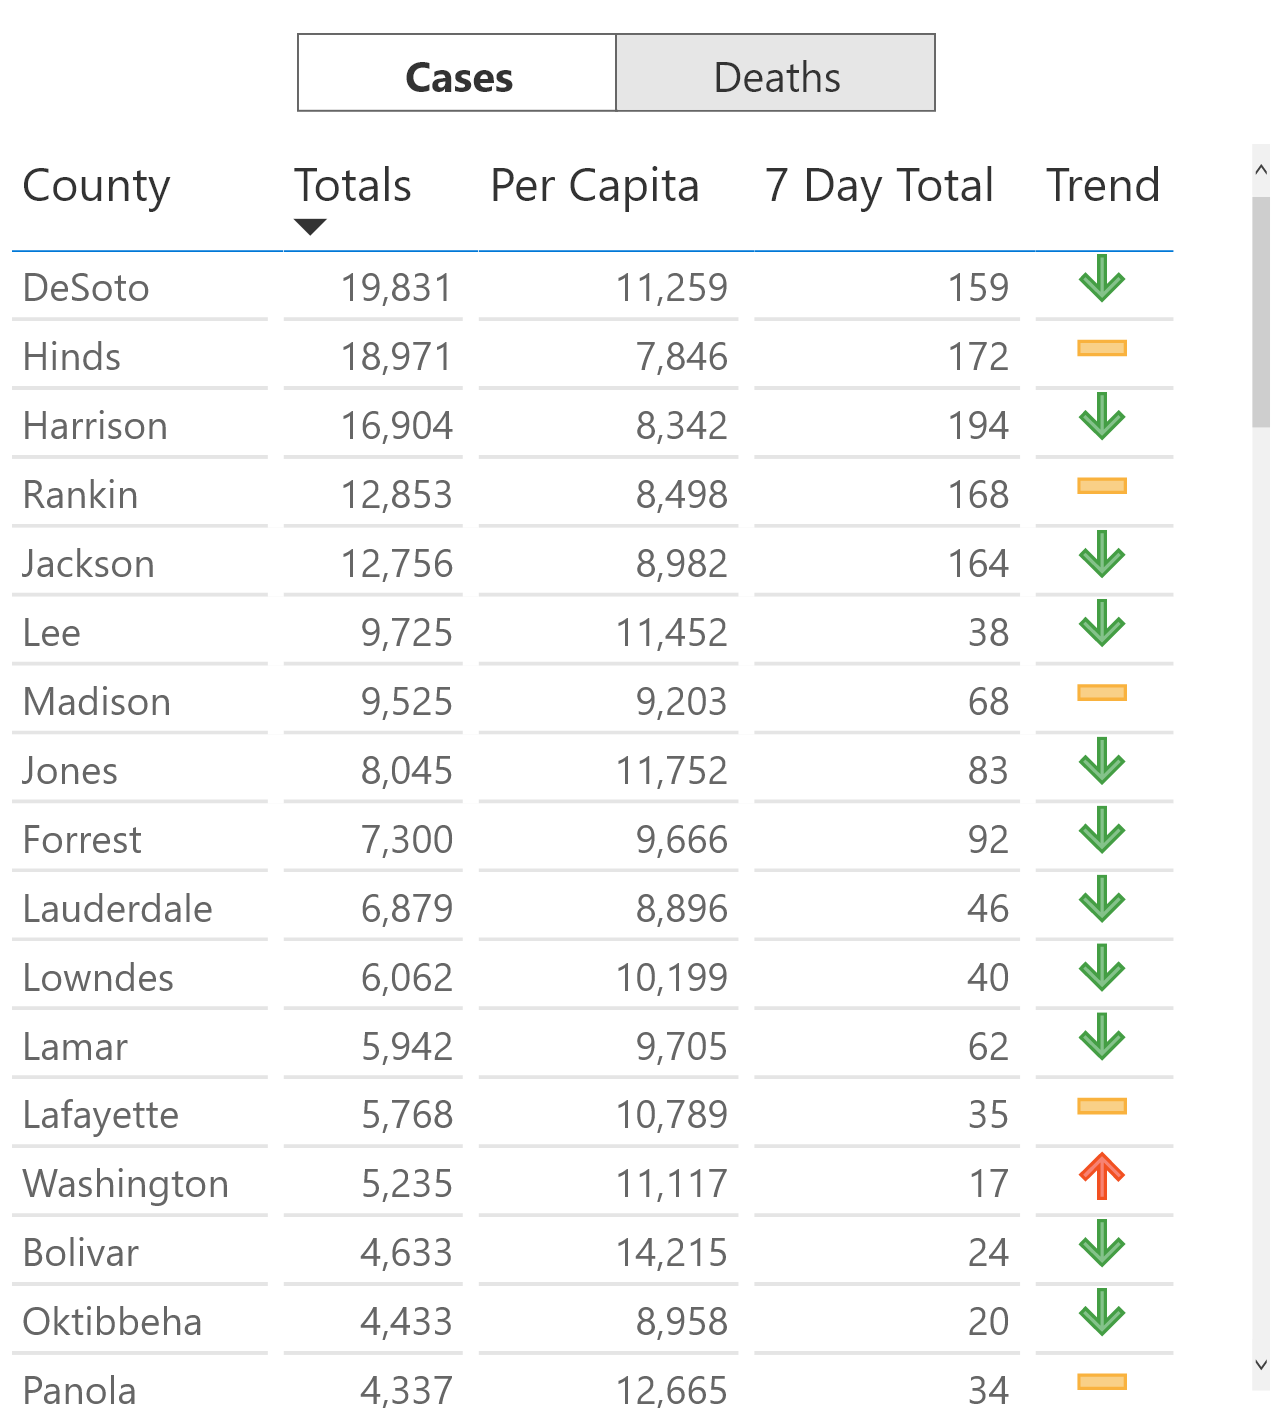 Cases Deaths
County Totals Per Capita 7 Day Total Trend
DeSoto 19,831 11,259 159
Hinds 18,971 7,846 172
Harrison 16,904 8,342 194
Rankin 12,853 8,498 168
Jackson 12,756 8,982 164
Lee 9,725 11,452 38
Madison 9,525 9,203 68
Jones 8,045 11,752 83
Forrest 7,300 9,666 92
Lauderdale 6,879 8,896 46
Lowndes 6,062 10,199 40
Lamar 5,942 9,705 62
Lafayette 5,768 10,789 35
Washington 5,235 11,117 17
Bolivar 4,633 14,215 24
Oktibbeha 4,433 8,958 20
Panola 4,337 12,665 34